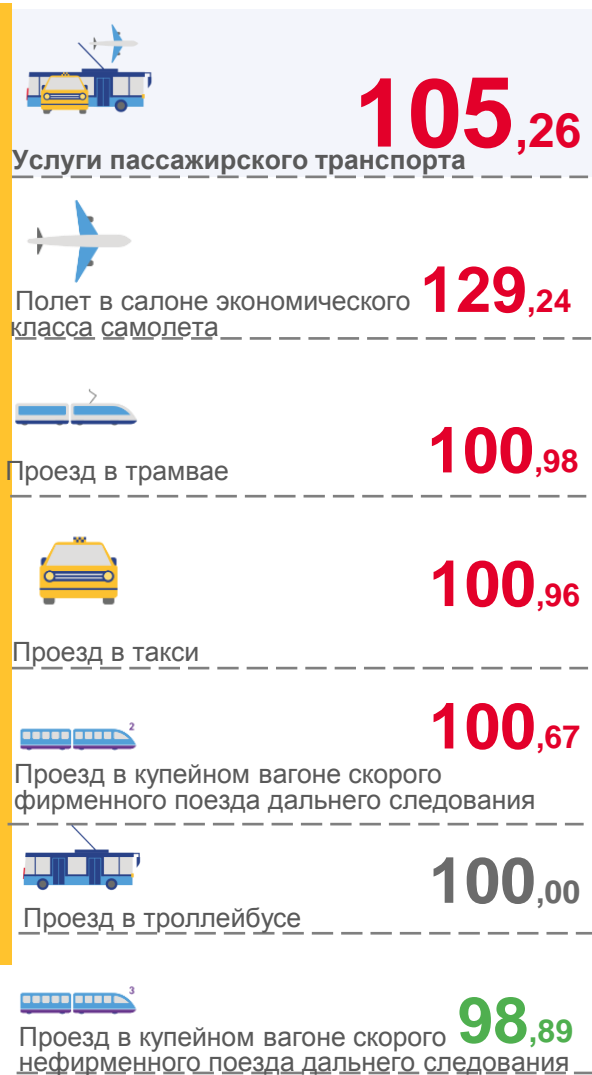 105,26
Услуги пассажирского транспорта
Полет в салоне экономического
класса самолета
129,24
Проезд в трамвае
100,98
100,96
Проезд в такси
2
100,67
Проезд в купейном вагоне скорого
фирменного поезда дальнего следования
100,00
Проезд в троллейбусе
3
Проезд в купейном вагоне скорого
нефирменного поезда дальнего следования
98,89